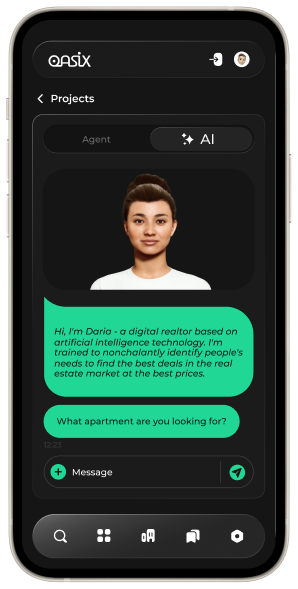 OASIX
Projects
Agent
AI
Hi, I'm Daria - a digital realtor based on
artificial intelligence technology. I'm
trained to nonchalantly identify people's
needs to find the best deals in the real
estate market at the best prices.
What apartment are you looking for?
12:23
Message